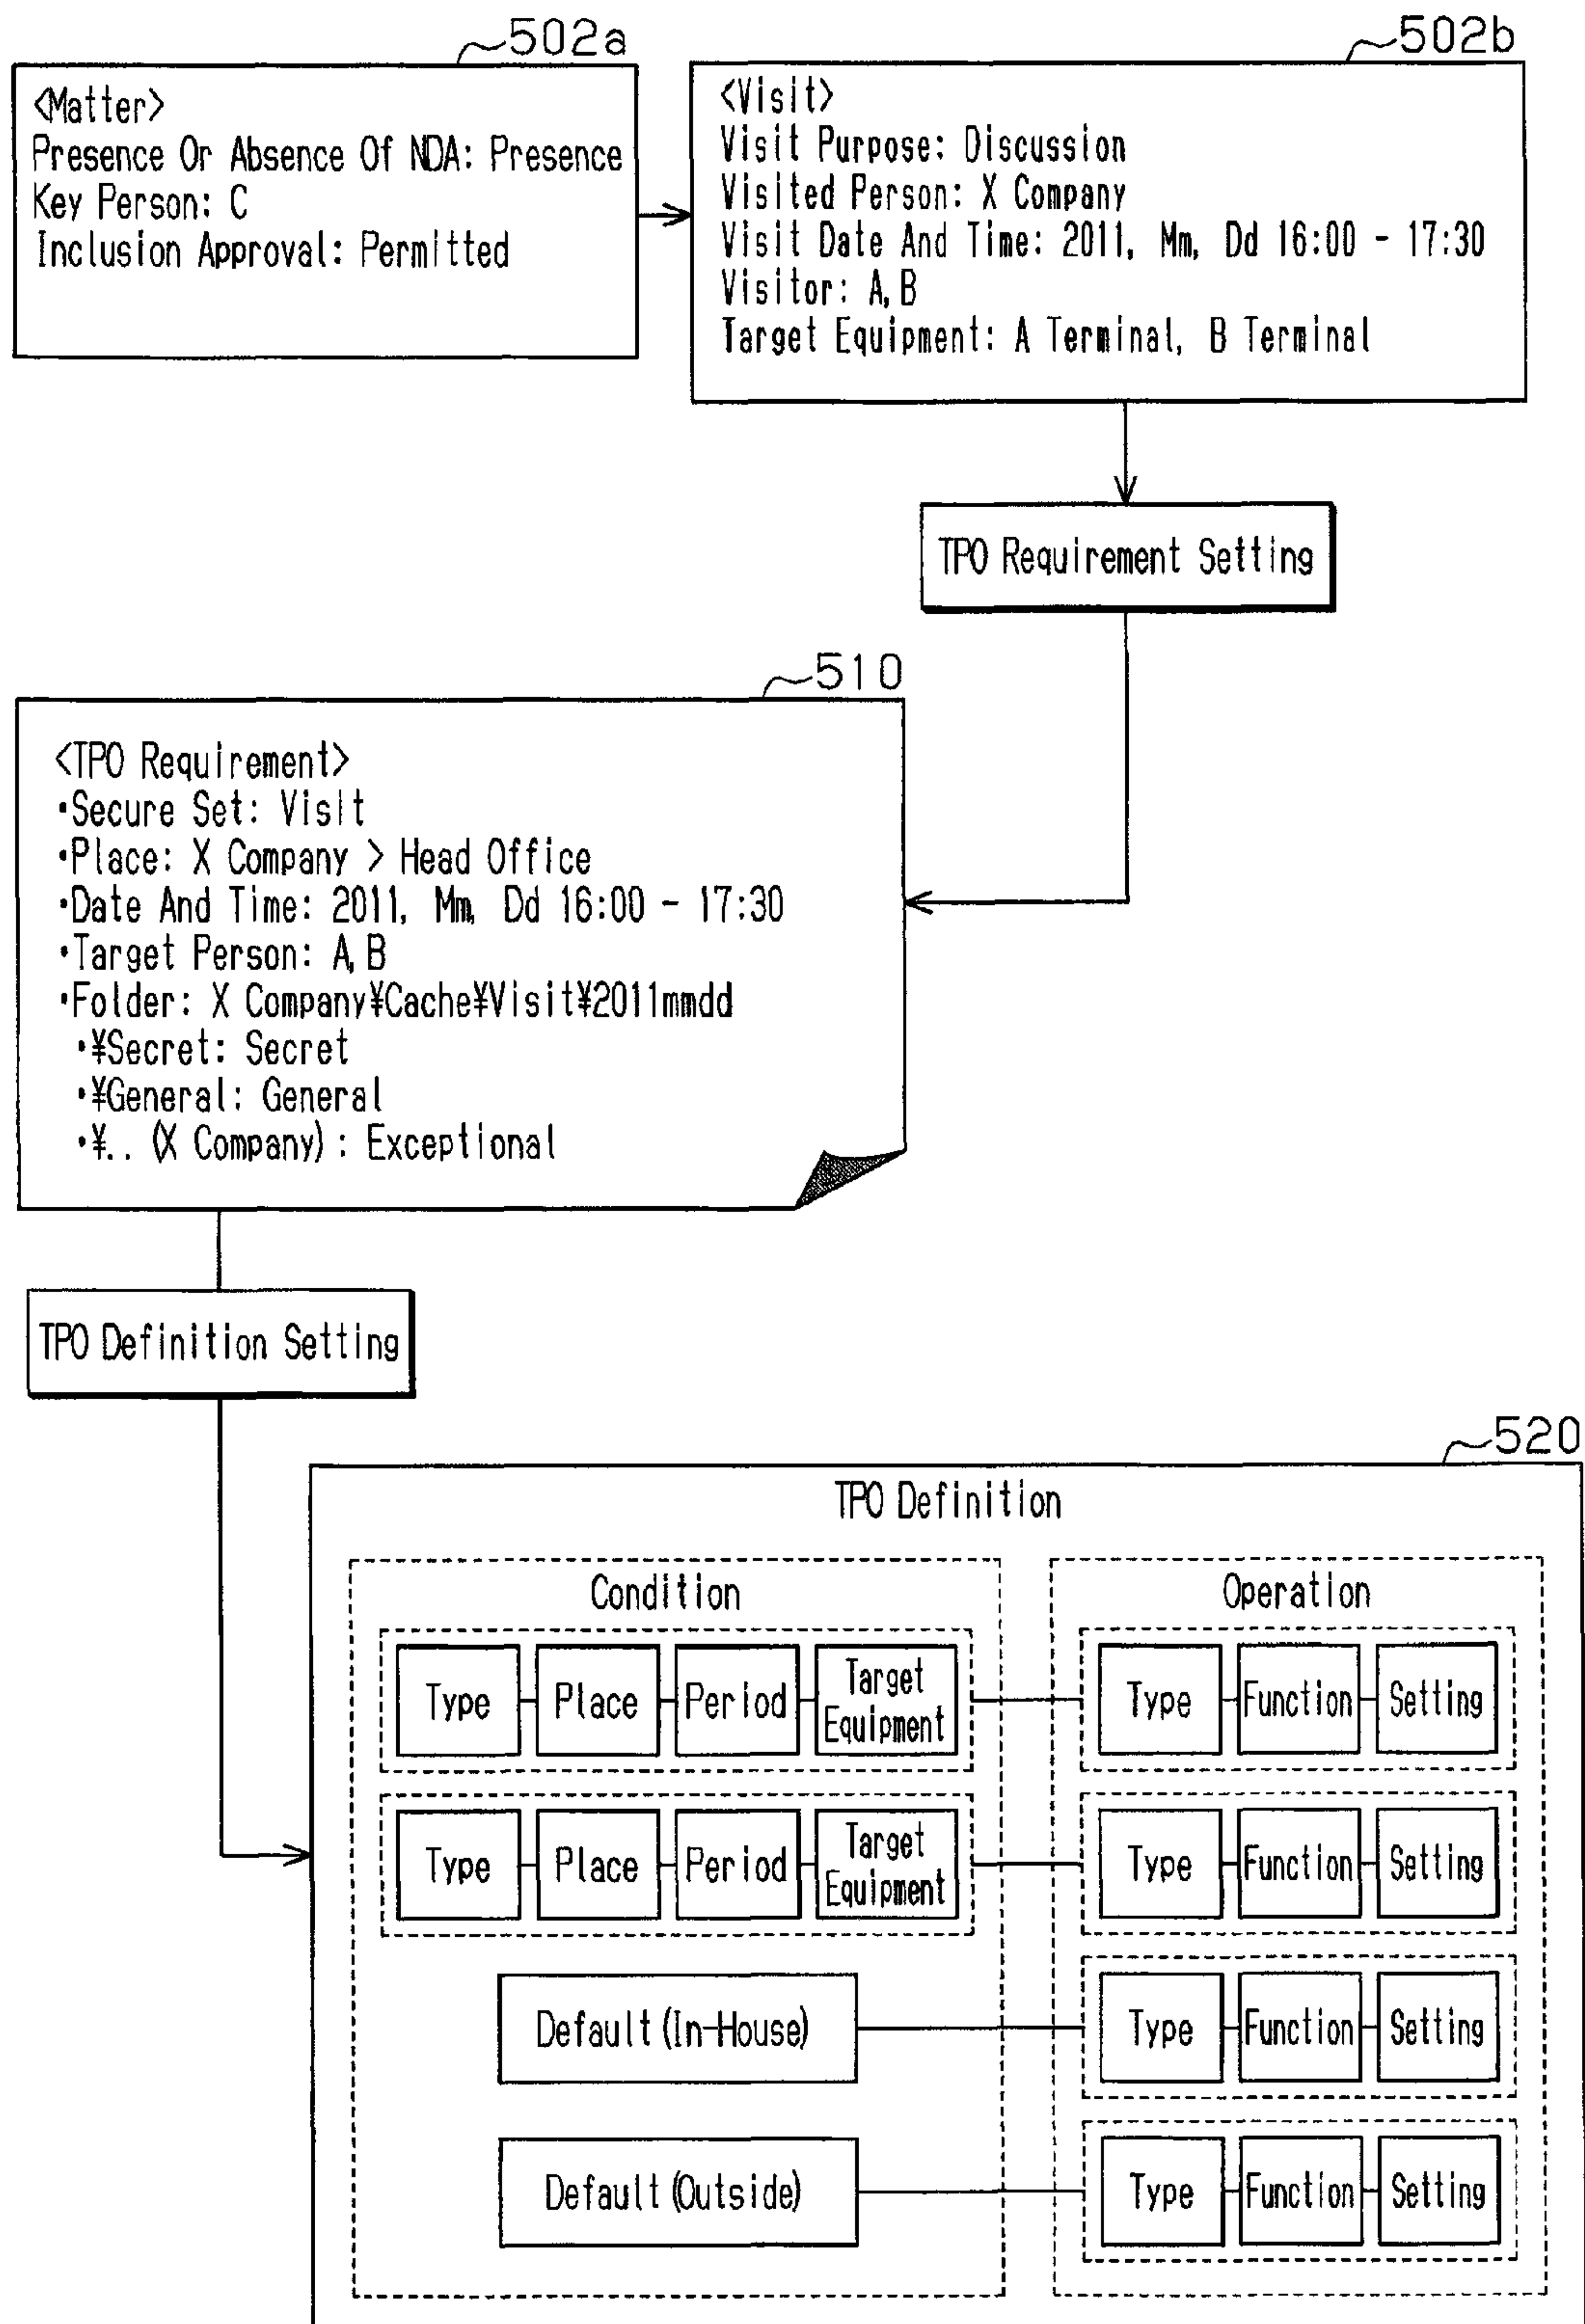 502a
<Matter>
Presence Or Absence Of NDA: Presence
Key Person: C
Inclusion Approval: Permitted
502b
<Visit>
Visit Purpose: Discussion
Visited Person: X Company
Visit Date And Time: 2011, Mm, Dd 16:00 - 17:30
Visitor: A, B
Target Equipment: A Terminal, B Terminal
TPO Requirement Setting
510
<TPO Requirement>
•Secure Set: Visit
•Place: X Company > Head Office
•Date And Time: 2011, Mm, Dd 16:00 - 17:30
•Target Person: A, B
•Folder: X Company¥Cache¥Visit¥2011mmdd
•¥Secret: Secret
•¥General: General
•¥.. (X Company) : Exceptional
TPO Definition Setting
520
TPO Definition
Condition
Type Place Period Target
Equipment
Type Place Period Target
Equipment
Default (In-House)
Default (Outside)
Operation
Type Function Setting
Type Function Setting
Type Function Setting
Type Function Setting